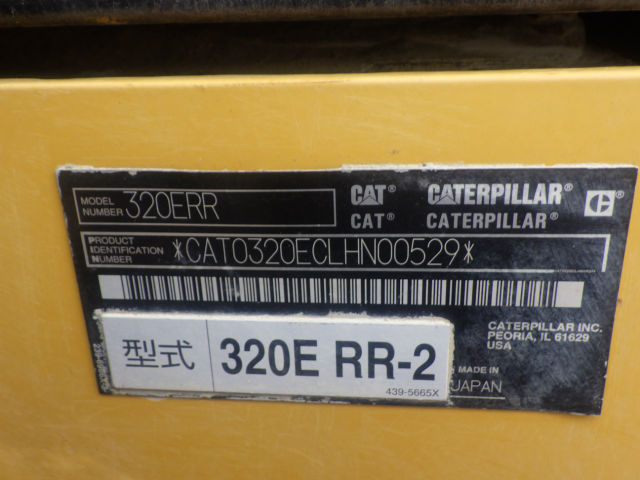 MODEL NUMBER 320ERR
CAT® CATERPILLAR®
CAT® CATERPILLAR®
PRODUCT IDENTIFICATION NUMBER *CAT0320ECLHN00529*
CATERPILLAR INC.
PEORIA, IL 61629
USA
型式 320E RR-2
439-5665X
MADE IN
JAPAN